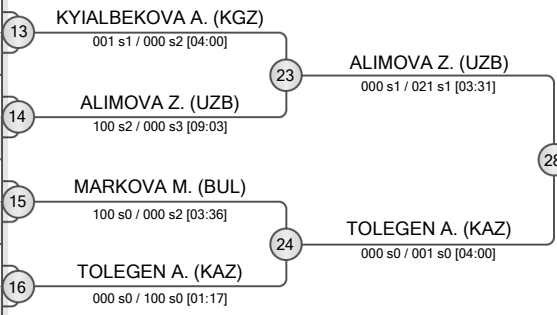 13
KYIALBEKOVA A. (KGZ)
001 s1 / 000 s2 [04:00]
23
ALIMOVA Z. (UZB)
000 s1 / 021 s1 [03:31]
14
ALIMOVA Z. (UZB)
100 s2 / 000 s3 [09:03]
28
15
MARKOVA M. (BUL)
100 s0 / 000 s2 [03:36]
24
TOLEGEN A. (KAZ)
000 s0 / 001 s0 [04:00]
16
TOLEGEN A. (KAZ)
000 s0 / 100 s0 [01:17]